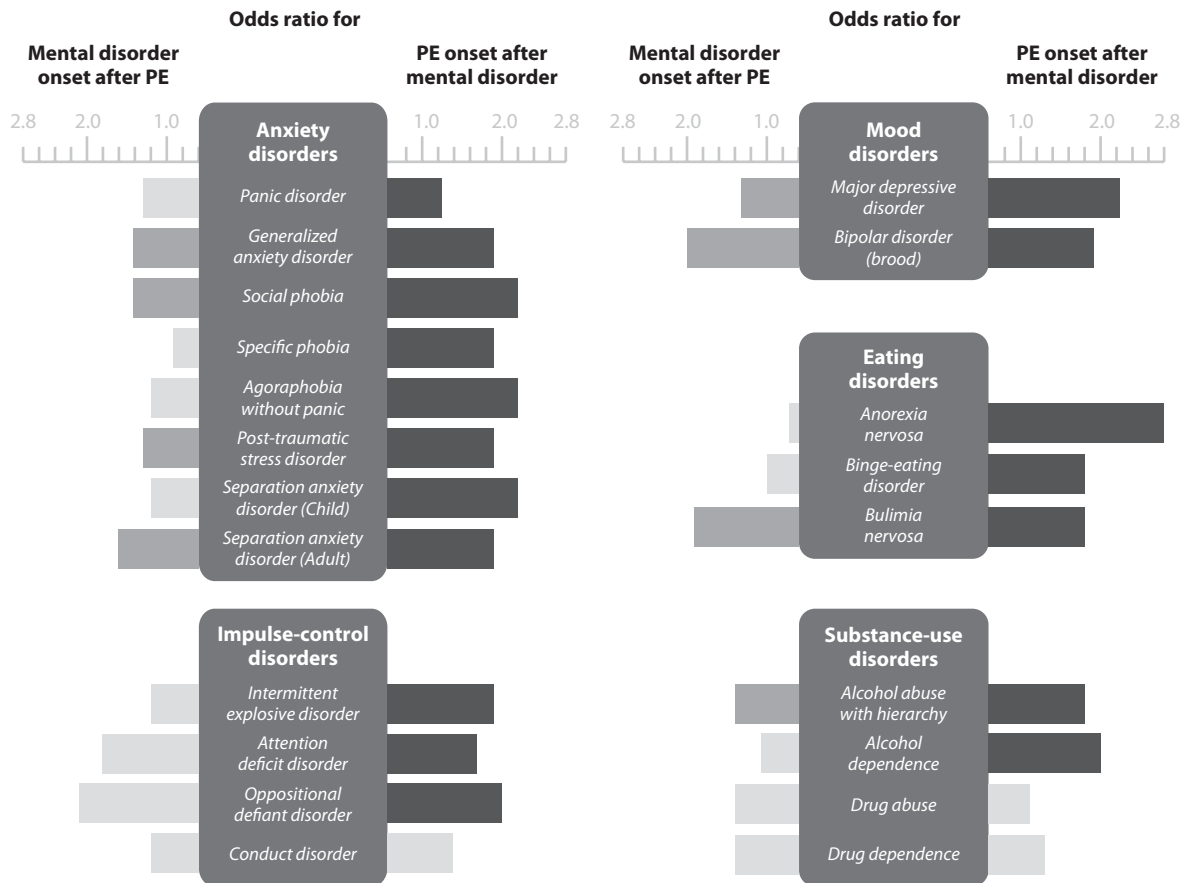 Odds ratio for
Mental disorder
onset after PE
PE onset after
mental disorder
2.8 2.0 1.0 1.0 2.0 2.8
Anxiety
disorders
Panic disorder
Generalized
anxiety disorder
Social phobia
Specific phobia
Agoraphobia
without panic
Post-traumatic
stress disorder
Separation anxiety
disorder (Child)
Separation anxiety
disorder (Adult)
Impulse-control
disorders
Intermittent
explosive disorder
Attention
deficit disorder
Oppositional
defiant disorder
Conduct disorder
Odds ratio for
Mental disorder
onset after PE
PE onset after
mental disorder
2.8 2.0 1.0 1.0 2.0 2.8
Mood
disorders
Major depressive
disorder
Bipolar disorder
(brood)
Eating
disorders
Anorexia
nervosa
Binge-eating
disorder
Bulimia
nervosa
Substance-use
disorders
Alcohol abuse
with hierarchy
Alcohol
dependence
Drug abuse
Drug dependence